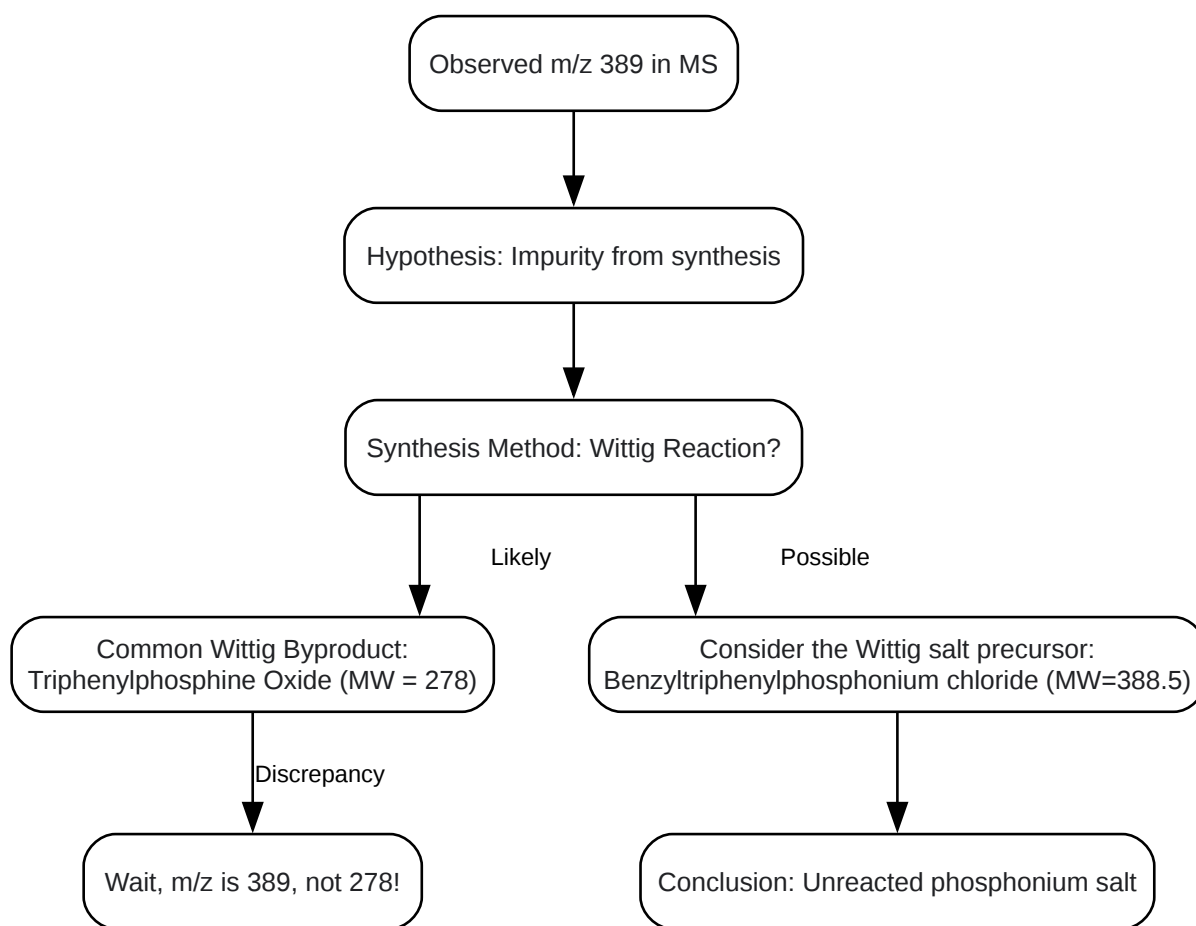 Observed m/z 389 in MS
Hypothesis: Impurity from synthesis
Synthesis Method: Wittig Reaction?
Likely
Possible
Common Wittig Byproduct:
Triphenylphosphine Oxide (MW = 278)
Consider the Wittig salt precursor:
Benzyltriphenylphosphonium chloride (MW=388.5)
Discrepancy
Wait, m/z is 389, not 278!
Conclusion: Unreacted phosphonium salt